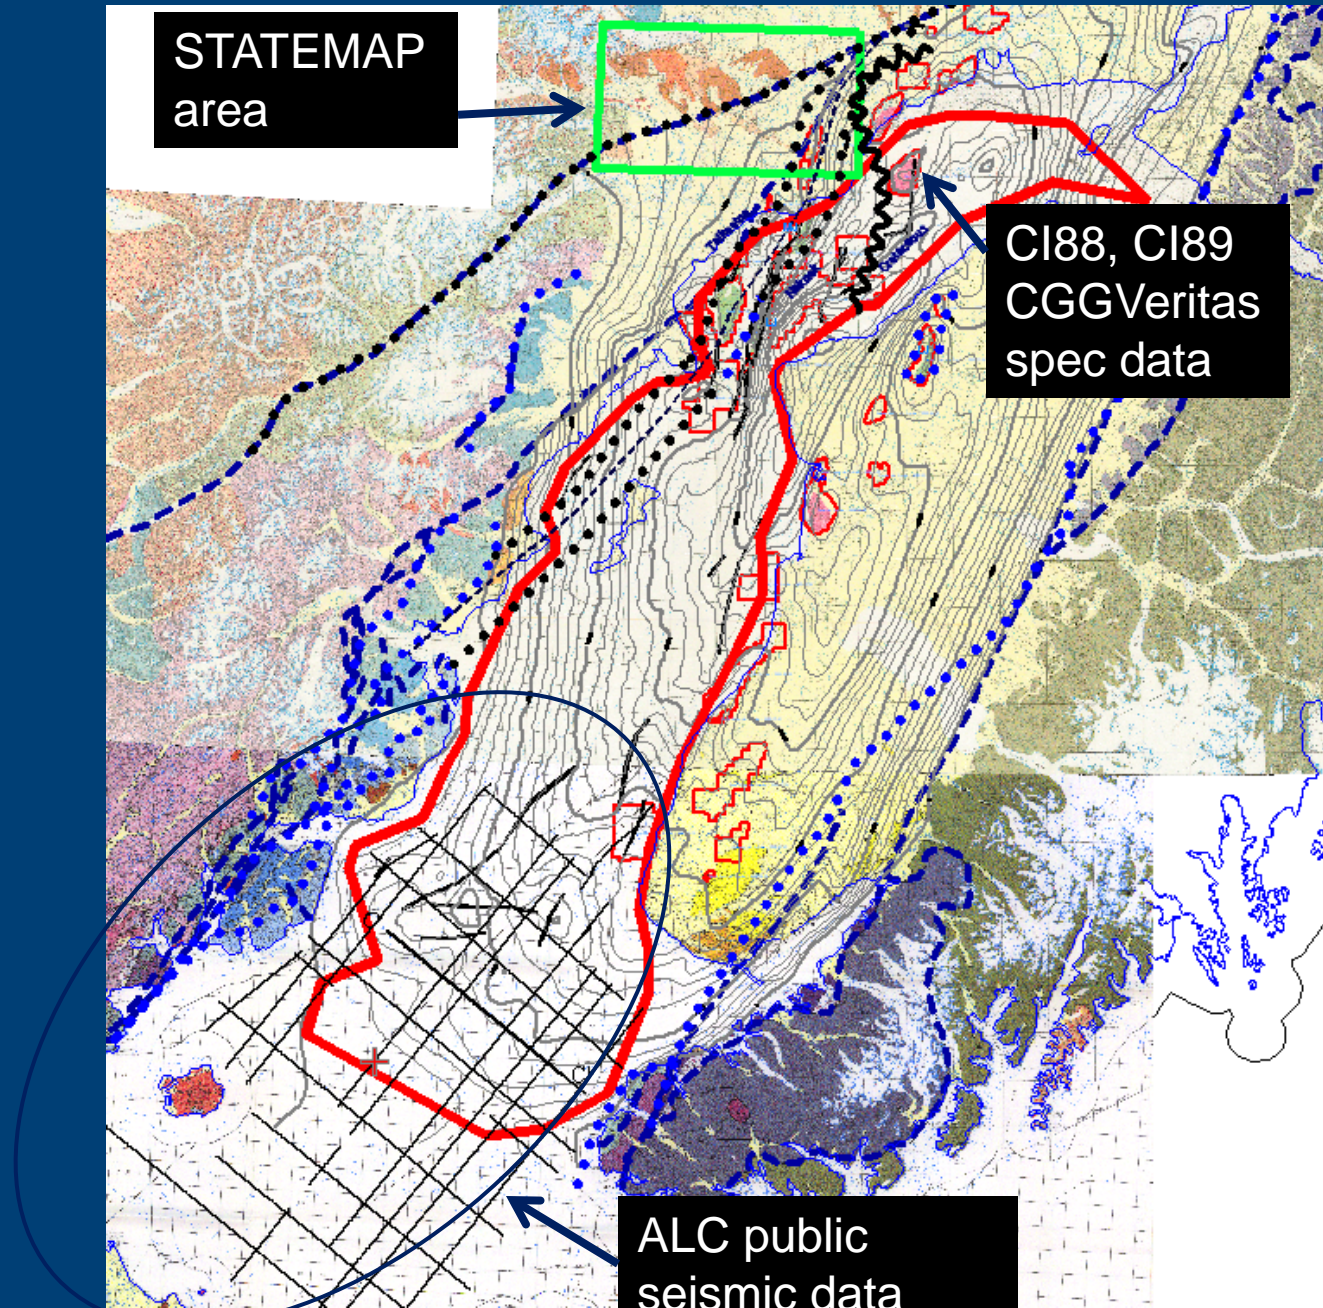 STATEMAP
area
CI88, CI89
CGGVeritas
spec data
ALC public
seismic data